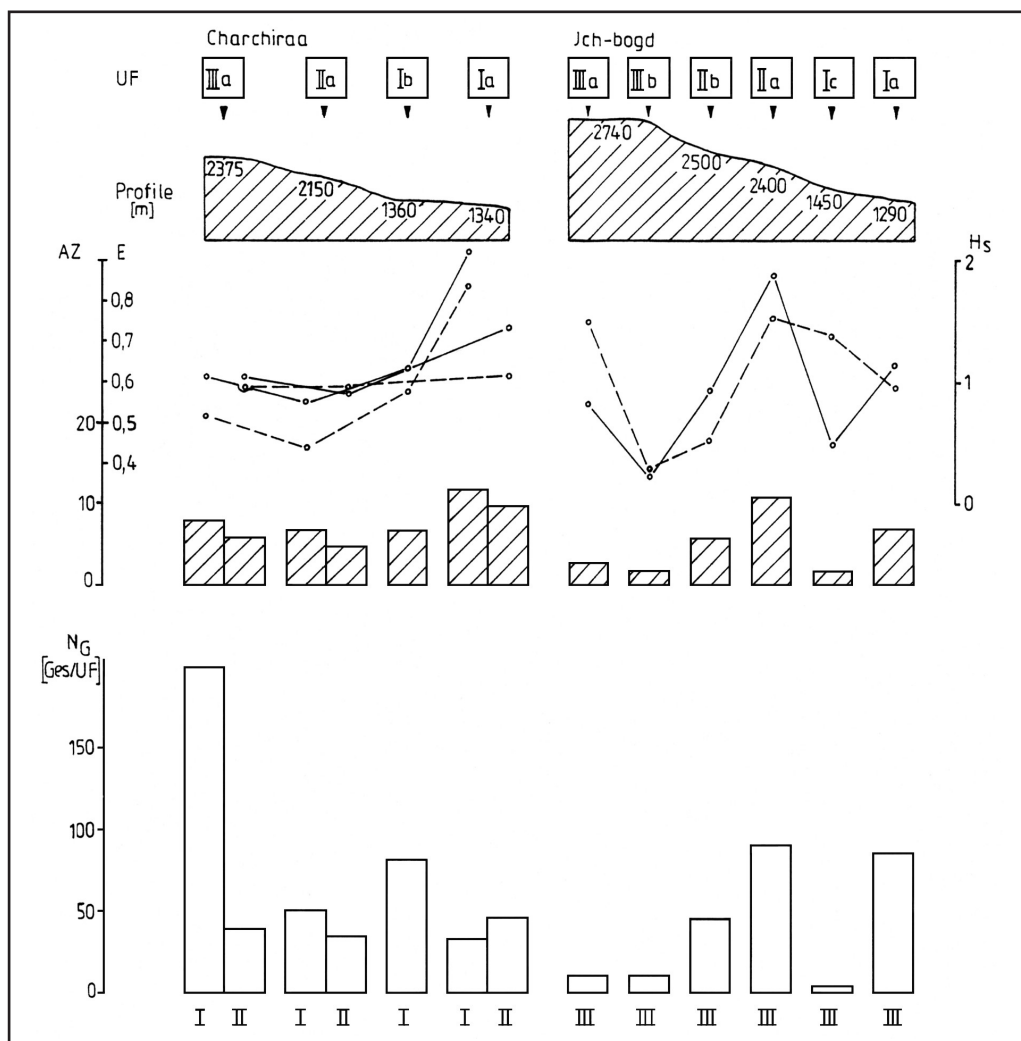 Charchiraa Jch-bogd
UF IIIa IIa Ib Ia IIIa IIIb IIb IIa Ic Ia
2740
2375 2500
Profile 2150 2400
[m] 1360 1340 1450 1290
AZ E Hs
2
0,8
0,7
0,6 1
20 0,5
0,4
10 0
0
NG
[Ges/UF]
150
100
50
0
I II I II I I II III III III III III III